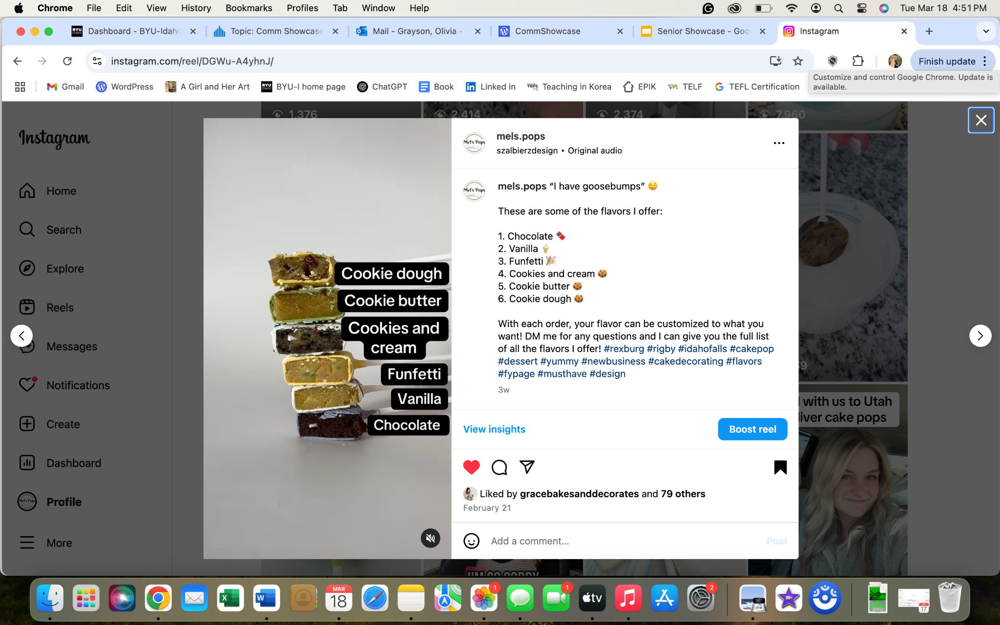 Chrome File Edit View History Bookmarks Profiles Tab Window Help Tue Mar 18 4:51 PM
Dashboard - BYU-Idaho Topic: Comm Showcase Mail - Grayson, Olivia - CommShowcase Senior Showcase - Goo Instagram
instagram.com/reel/DGWu-A4yhnJ/ Finish update
Customize and control Google Chrome. Update is
available.
Gmail WordPress A Girl and Her Art BYU-I home page ChatGPT Book Linked in Teaching in Korea EPIK TELF TEFL Certification
1,376 2,414 2,374 7,960
Instagram
Home
Search
Explore
Reels
Messages
Notifications
Create
Dashboard
Profile
More
Cookie dough
Cookie butter
Cookies and
cream
Funfetti
Vanilla
Chocolate
mels.pops
szalbierzdesign • Original audio
Mel's Pops
mels.pops “I have goosebumps” 🤤
Mel's Pops
These are some of the flavors I offer:
1. Chocolate 🍫
2. Vanilla 🍦
3. Funfetti 🎉
4. Cookies and cream 🍪
5. Cookie butter 🍪
6. Cookie dough 🍪
With each order, your flavor can be customized to what you
want! DM me for any questions and I can give you the full list
of all the flavors I offer! #rexburg #rigby #idahofalls #cakepop
#dessert #yummy #newbusiness #cakedecorating #flavors
#fypage #musthave #design
3w
View insights Boost reel
Liked by gracebakesanddecorates and 79 others
February 21
Add a comment... Post
with us to Utah
liver cake pops
MAR
18
tv
1
1
2
17